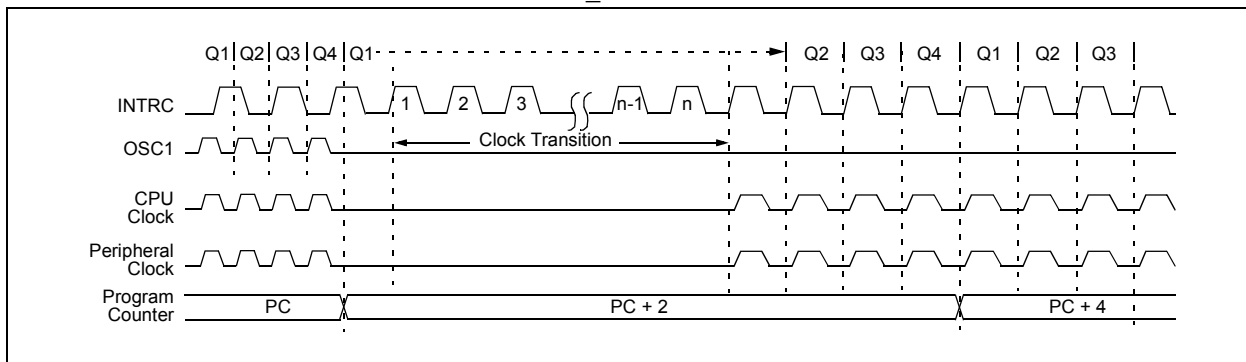 Q1 Q2 Q3 Q4 Q1 Q2 Q3 Q4 Q1 Q2 Q3
INTRC 1 2 3 n-1 n
OSC1 Clock Transition
CPU
Clock
Peripheral
Clock
Program
Counter PC PC + 2 PC + 4